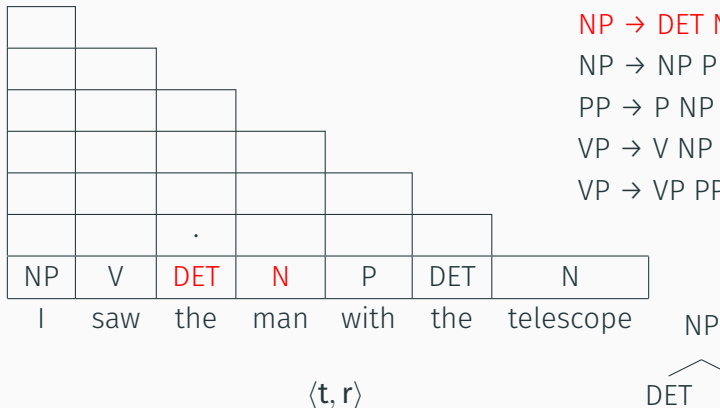 NP → DET N
NP → NP P
PP → P NP
VP → V NP
VP → VP PP
.
NP V DET N P DET N
I saw the man with the telescope
NP
DET
⟨t, r⟩